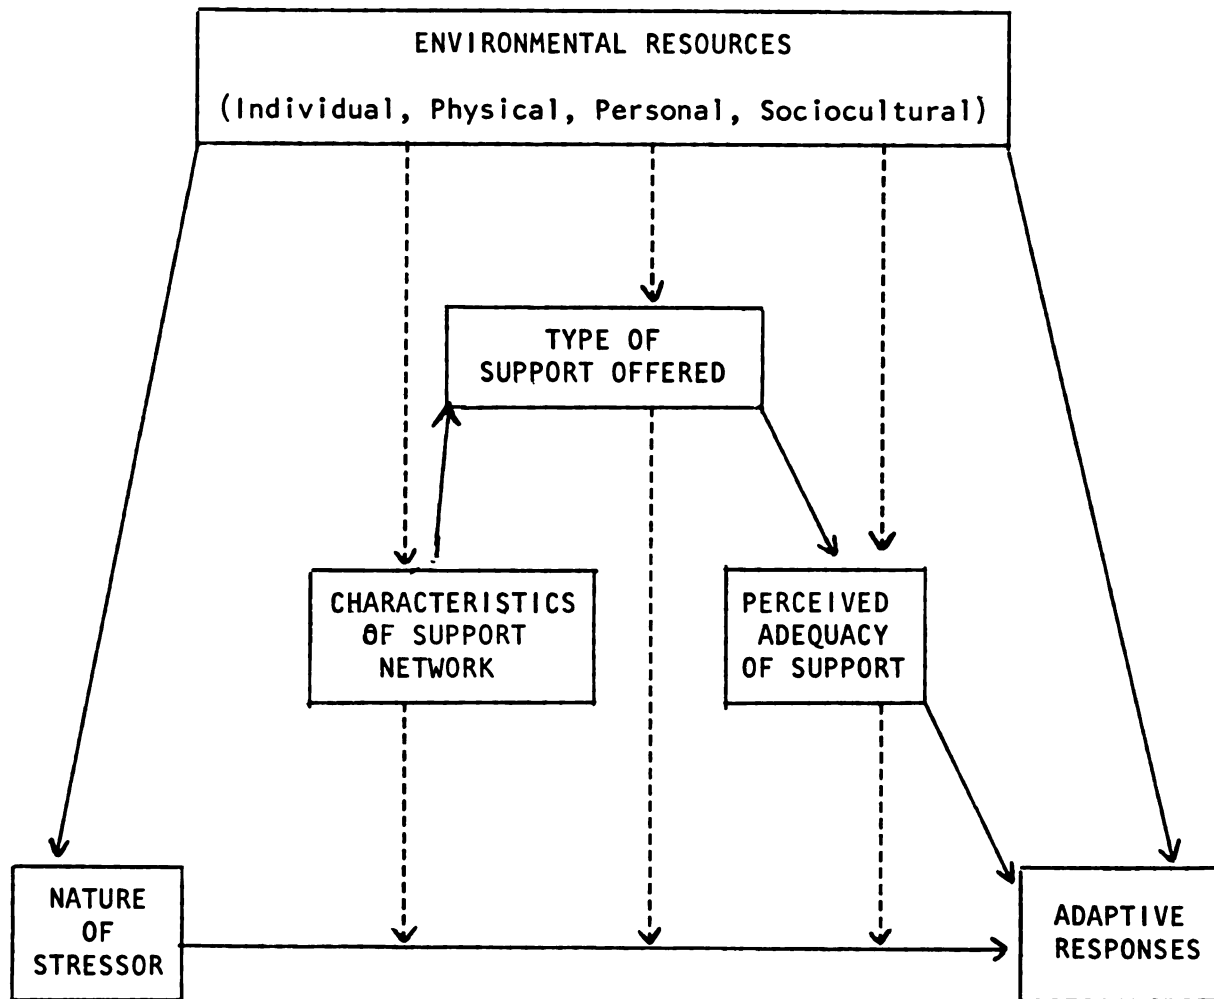 ENVIRONMENTAL RESOURCES
(Individual, Physical, Personal, Sociocultural)
TYPE OF
SUPPORT OFFERED
CHARACTERISTICS
OF SUPPORT
NETWORK
PERCEIVED
ADEQUACY
OF SUPPORT
NATURE
OF
STRESSOR
ADAPTIVE
RESPONSES